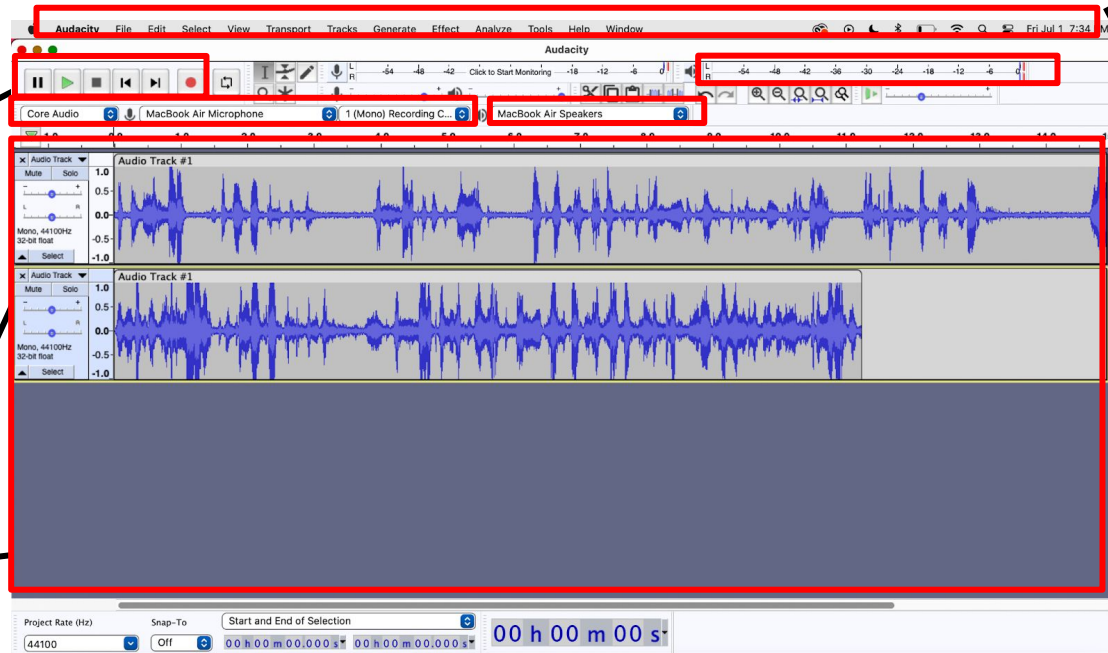 Audacity File Edit Select View Transport Tracks Generate Effect Analyze Tools Help Window Fri Jul 1 7:34
Audacity
L R -54 -48 -42 Click to Start Monitoring -18 -12 -6 0 L R -54 -48 -42 -36 -30 -24 -18 -12 -6 0
Core Audio MacBook Air Microphone 1 (Mono) Recording C... MacBook Air Speakers
× Audio Track Audio Track #1
Mute Solo 1.0
- + 0.5
L R 0.0
Mono, 44100Hz
32-bit float -0.5
Select -1.0
× Audio Track Audio Track #1
Mute Solo 1.0
- + 0.5
L R 0.0
Mono, 44100Hz
32-bit float -0.5
Select -1.0
Project Rate (Hz) Snap-To Start and End of Selection
44100 Off 00 h 00 m 00.000 s 00 h 00 m 00.000 s 00 h 00 m 00 s